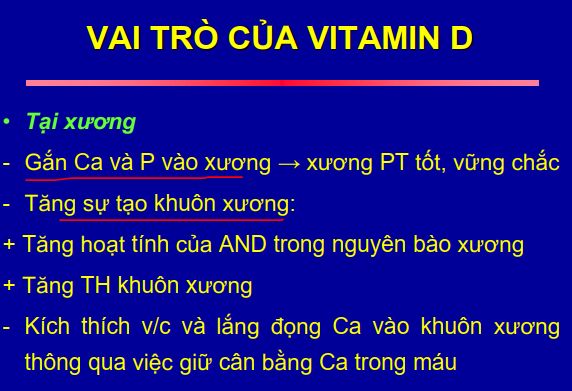 VAI TRÒ CỦA VITAMIN D
• Tại xương
- Gắn Ca và P vào xương → xương PT tốt, vững chắc
- Tăng sự tạo khuôn xương:
+ Tăng hoạt tính của AND trong nguyên bào xương
+ Tăng TH khuôn xương
- Kích thích v/c và lắng đọng Ca vào khuôn xương
thông qua việc giữ cân bằng Ca trong máu